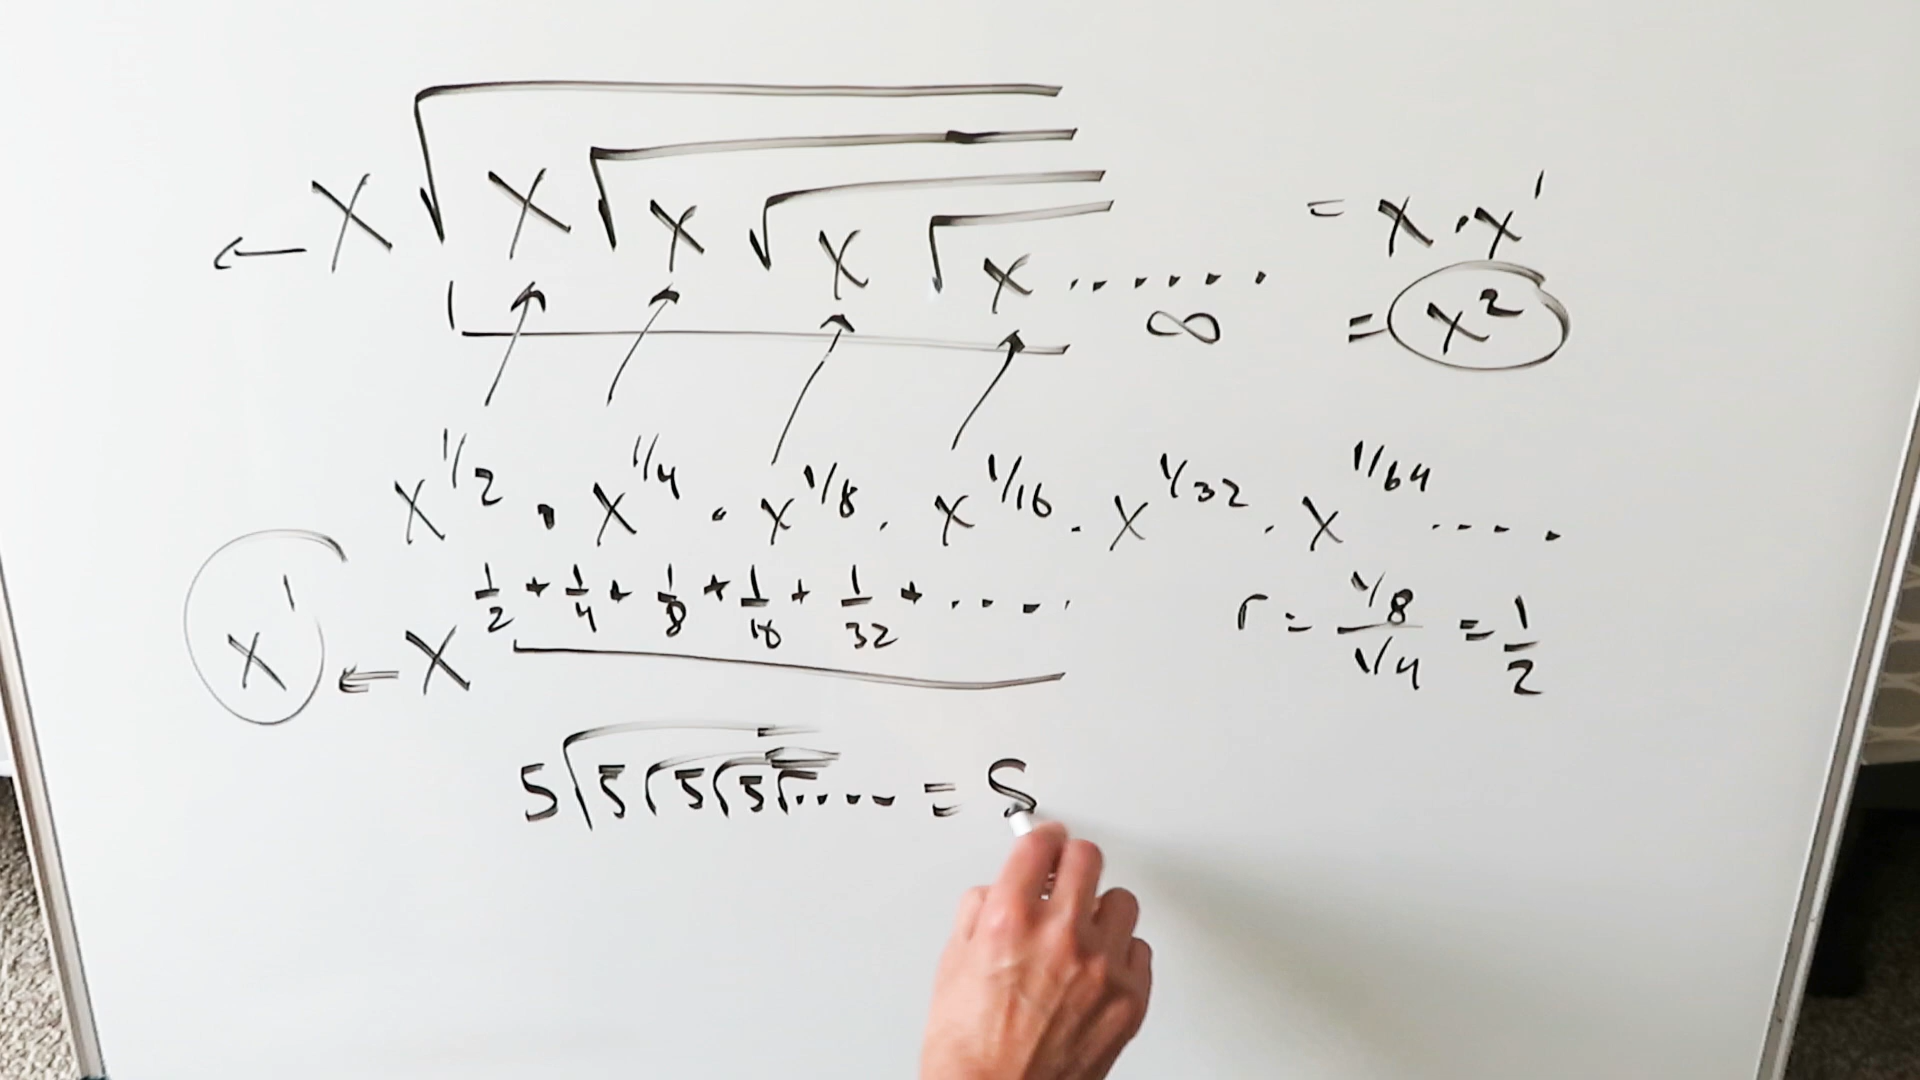 ← X √X √X √X √X ...... ∞ = X · X¹
= X²
X^1/2 · X^1/4 · X^1/8 · X^1/16 · X^1/32 · X^1/64 ....
X¹ ← X^1/2 + 1/4 + 1/8 + 1/16 + 1/32 + ..... r = 1/8 / 1/4 = 1/2
5√5√5√5√.... = 5